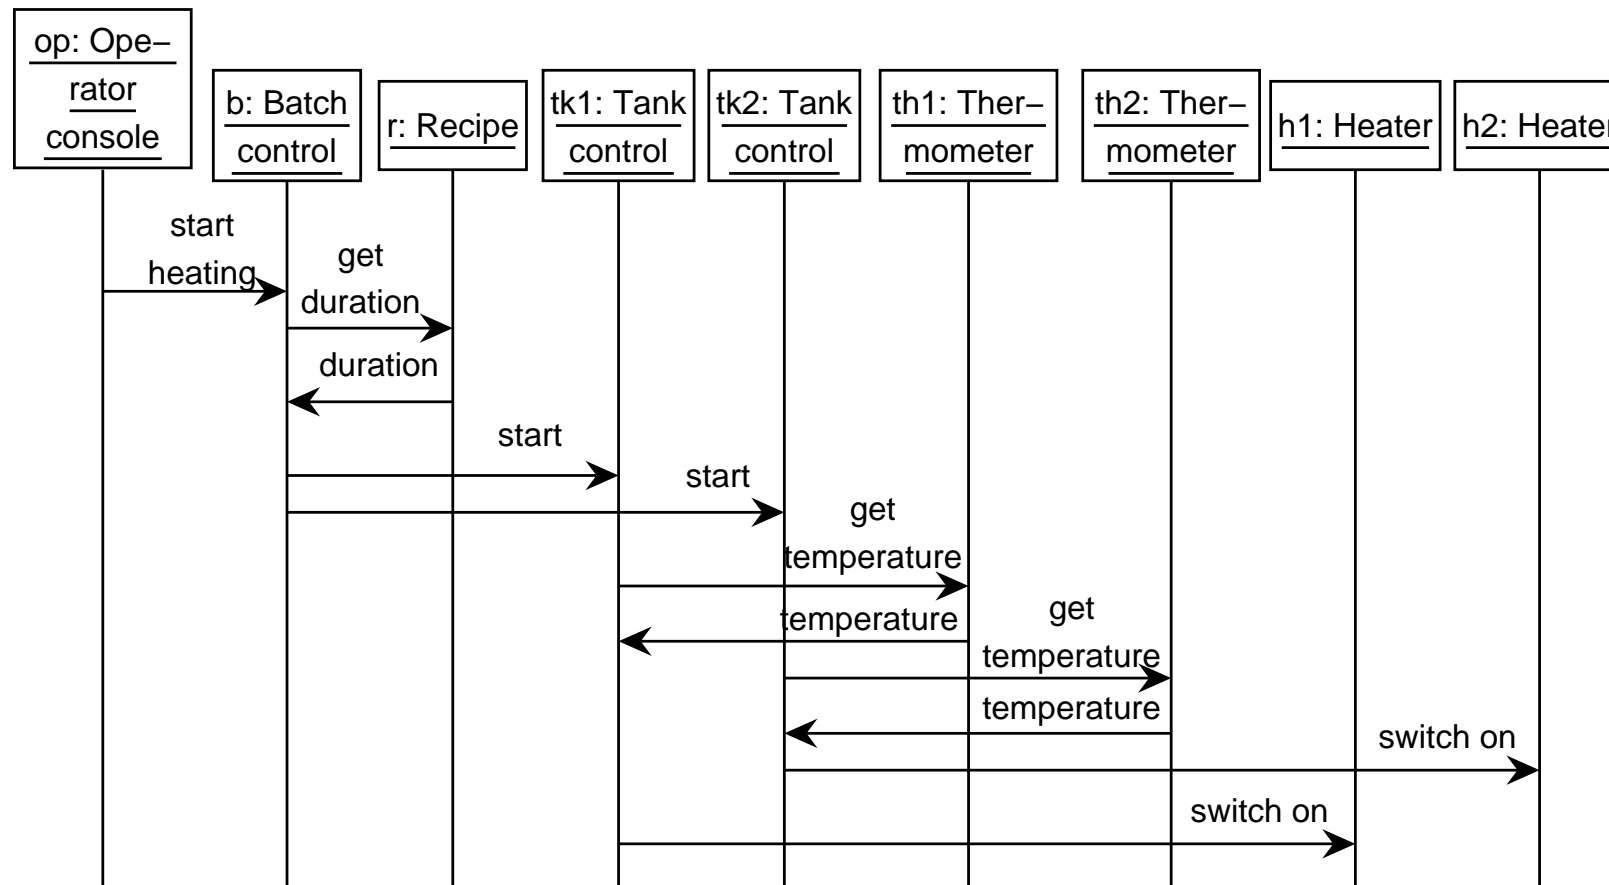 op: Ope–
rator
console
b: Batch
control
r: Recipe
tk1: Tank
control
tk2: Tank
control
th1: Ther–
mometer
th2: Ther–
mometer
h1: Heater
h2: Heater
start
heating
get
duration
duration
start
start
get
temperature
temperature
get
temperature
temperature
switch on
switch on